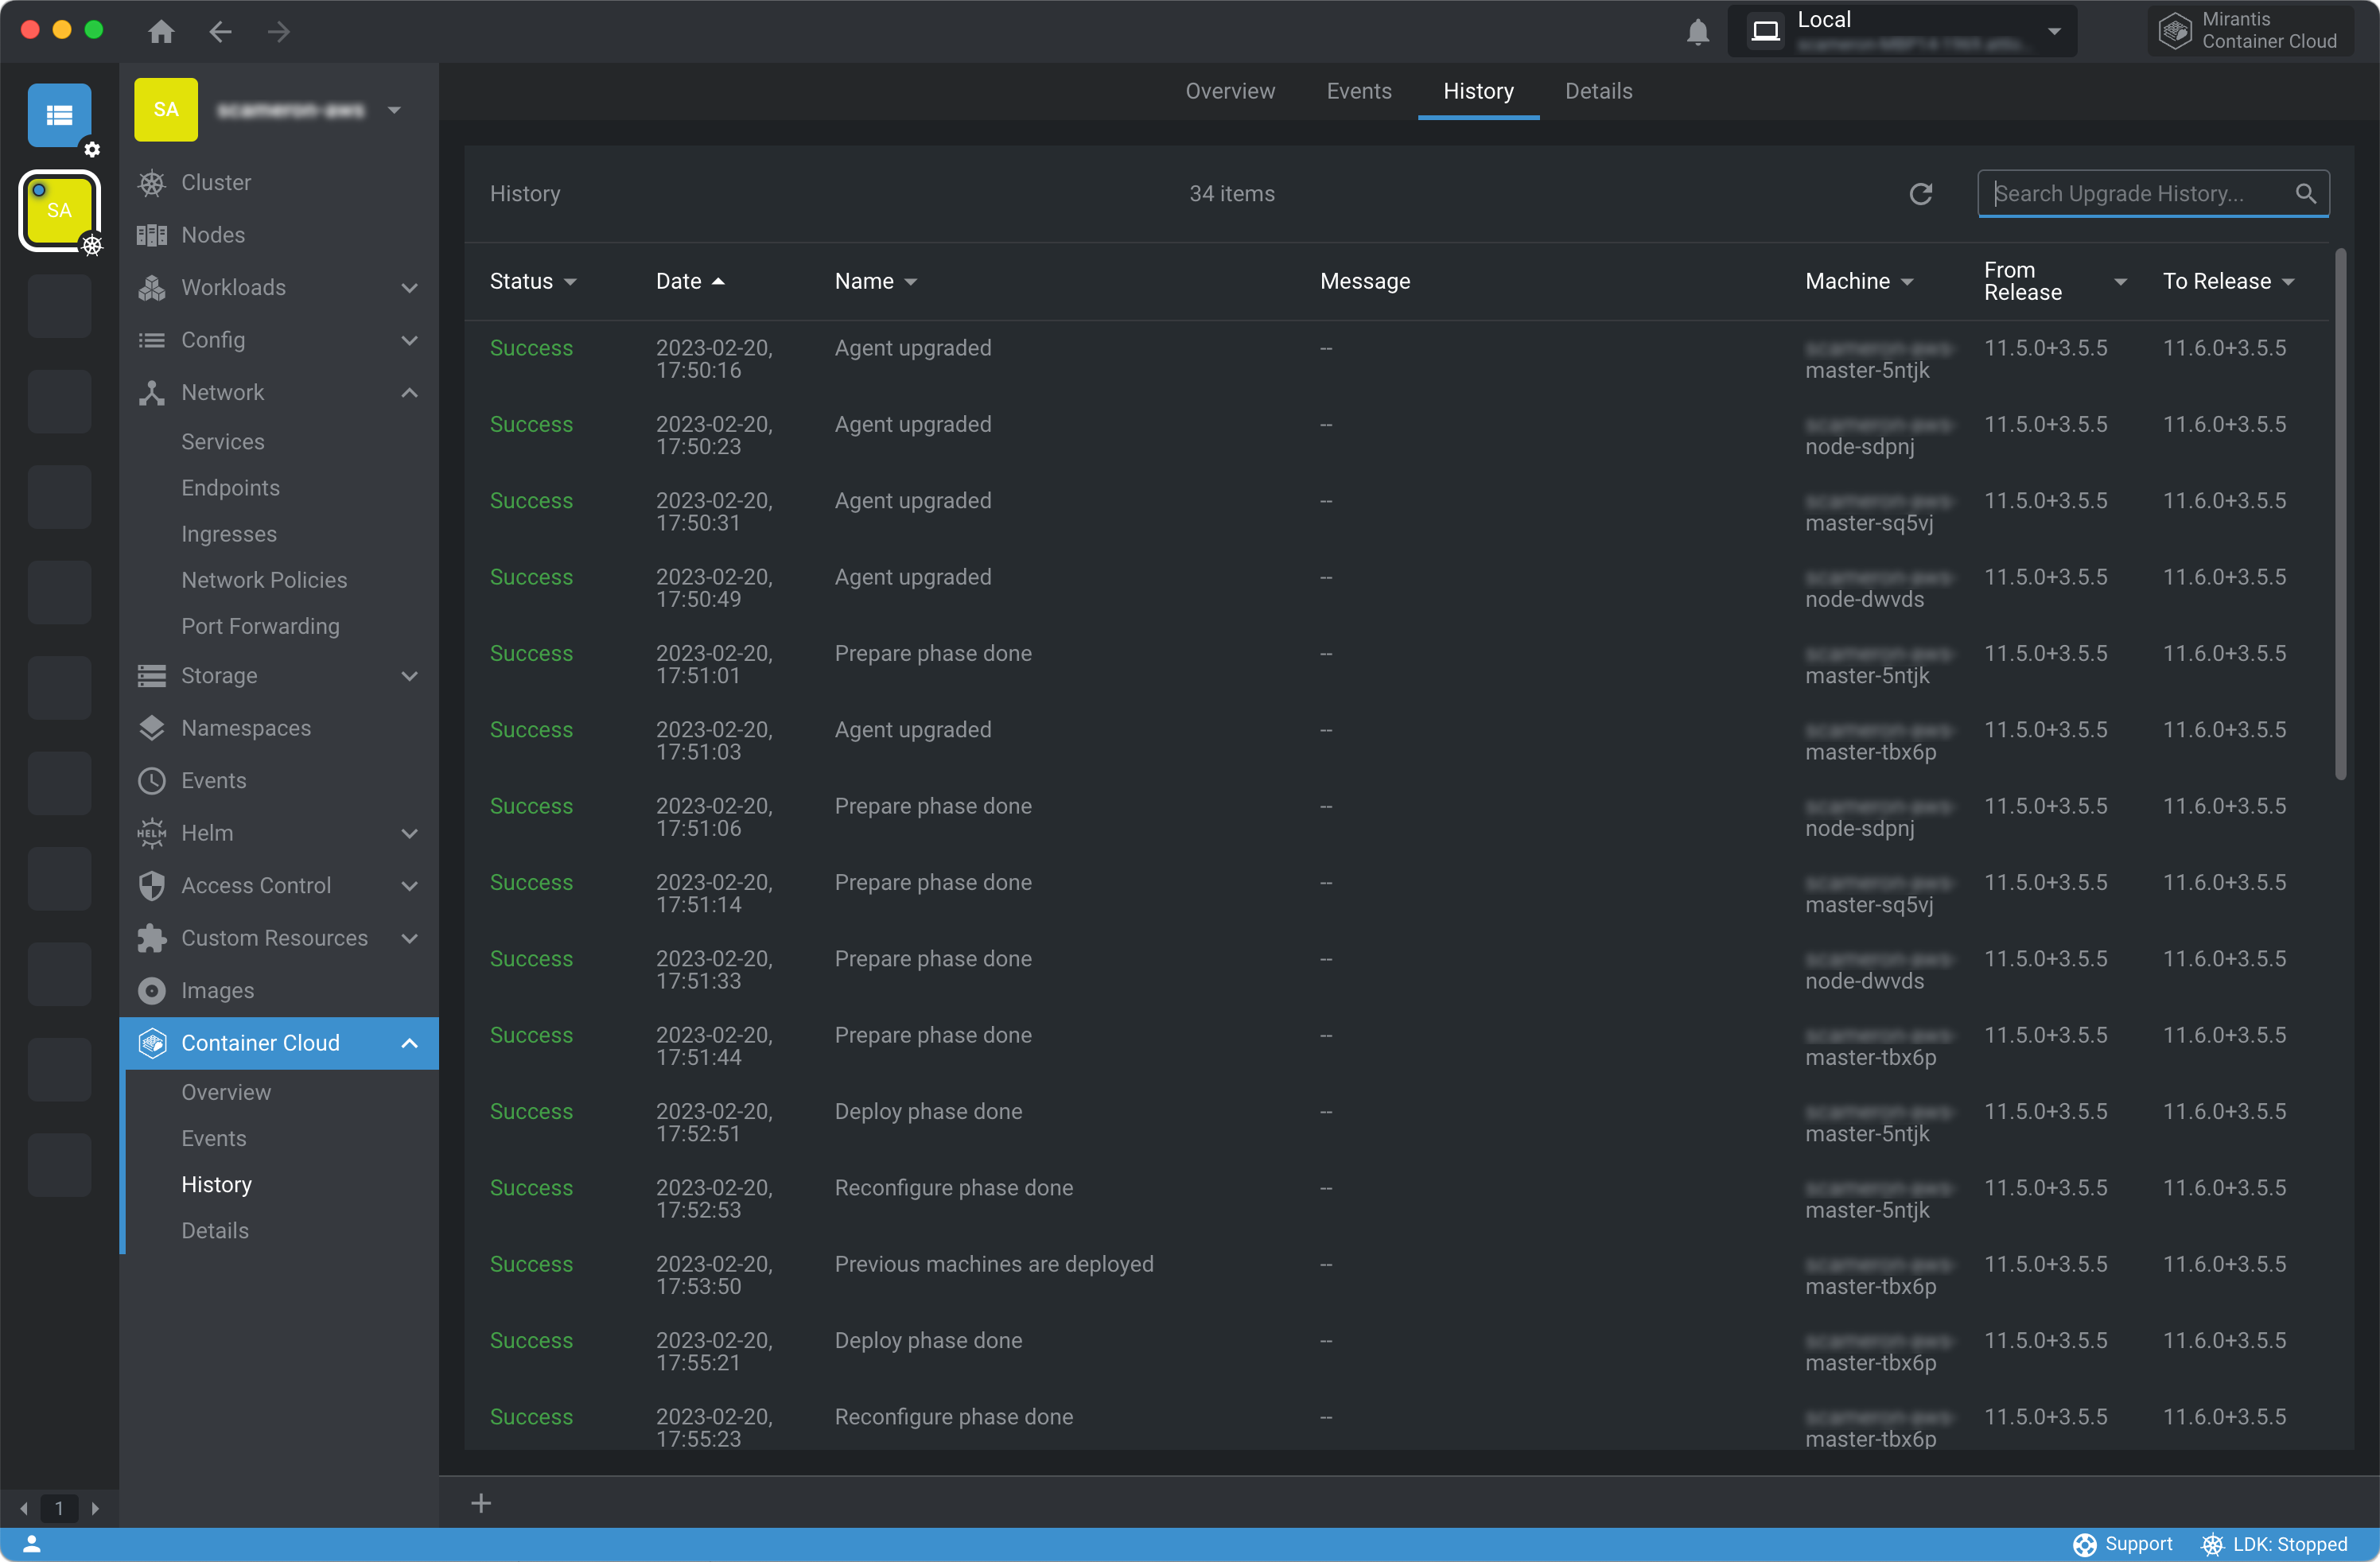 Local
Mirantis
Container Cloud
SA
Overview
Events
History
Details
SA
Cluster
Nodes
Workloads
Config
Network
Services
Endpoints
Ingresses
Network Policies
Port Forwarding
Storage
Namespaces
Events
HELM
Helm
Access Control
Custom Resources
Images
Container Cloud
Overview
Events
History
Details
1
History
34 items
Search Upgrade History...
Status
Date
Name
Message
Machine
From
Release
To Release
Success 2023-02-20, Agent upgraded -- 11.5.0+3.5.5 11.6.0+3.5.5
17:50:16 master-5ntjk
Success 2023-02-20, Agent upgraded -- 11.5.0+3.5.5 11.6.0+3.5.5
17:50:23 node-sdpnj
Success 2023-02-20, Agent upgraded -- 11.5.0+3.5.5 11.6.0+3.5.5
17:50:31 master-sq5vj
Success 2023-02-20, Agent upgraded -- 11.5.0+3.5.5 11.6.0+3.5.5
17:50:49 node-dwvds
Success 2023-02-20, Prepare phase done -- 11.5.0+3.5.5 11.6.0+3.5.5
17:51:01 master-5ntjk
Success 2023-02-20, Agent upgraded -- 11.5.0+3.5.5 11.6.0+3.5.5
17:51:03 master-tbx6p
Success 2023-02-20, Prepare phase done -- 11.5.0+3.5.5 11.6.0+3.5.5
17:51:06 node-sdpnj
Success 2023-02-20, Prepare phase done -- 11.5.0+3.5.5 11.6.0+3.5.5
17:51:14 master-sq5vj
Success 2023-02-20, Prepare phase done -- 11.5.0+3.5.5 11.6.0+3.5.5
17:51:33 node-dwvds
Success 2023-02-20, Prepare phase done -- 11.5.0+3.5.5 11.6.0+3.5.5
17:51:44 master-tbx6p
Success 2023-02-20, Deploy phase done -- 11.5.0+3.5.5 11.6.0+3.5.5
17:52:51 master-5ntjk
Success 2023-02-20, Reconfigure phase done -- 11.5.0+3.5.5 11.6.0+3.5.5
17:52:53 master-5ntjk
Success 2023-02-20, Previous machines are deployed -- 11.5.0+3.5.5 11.6.0+3.5.5
17:53:50 master-tbx6p
Success 2023-02-20, Deploy phase done -- 11.5.0+3.5.5 11.6.0+3.5.5
17:55:21 master-tbx6p
Success 2023-02-20, Reconfigure phase done -- 11.5.0+3.5.5 11.6.0+3.5.5
17:55:23 master-tbx6p
Support
LDK: Stopped